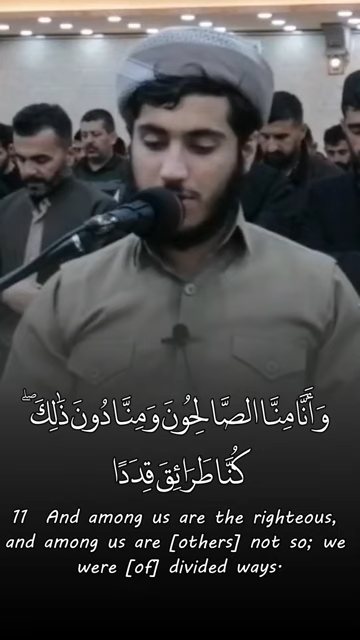 وَأَنَّا مِنَّا الصَّالِحُونَ وَمِنَّا دُونَ ذَٰلِكَ ۖ
كُنَّا طَرَائِقَ قِدَدًا
11 And among us are the righteous,
and among us are [others] not so; we
were [of] divided ways.